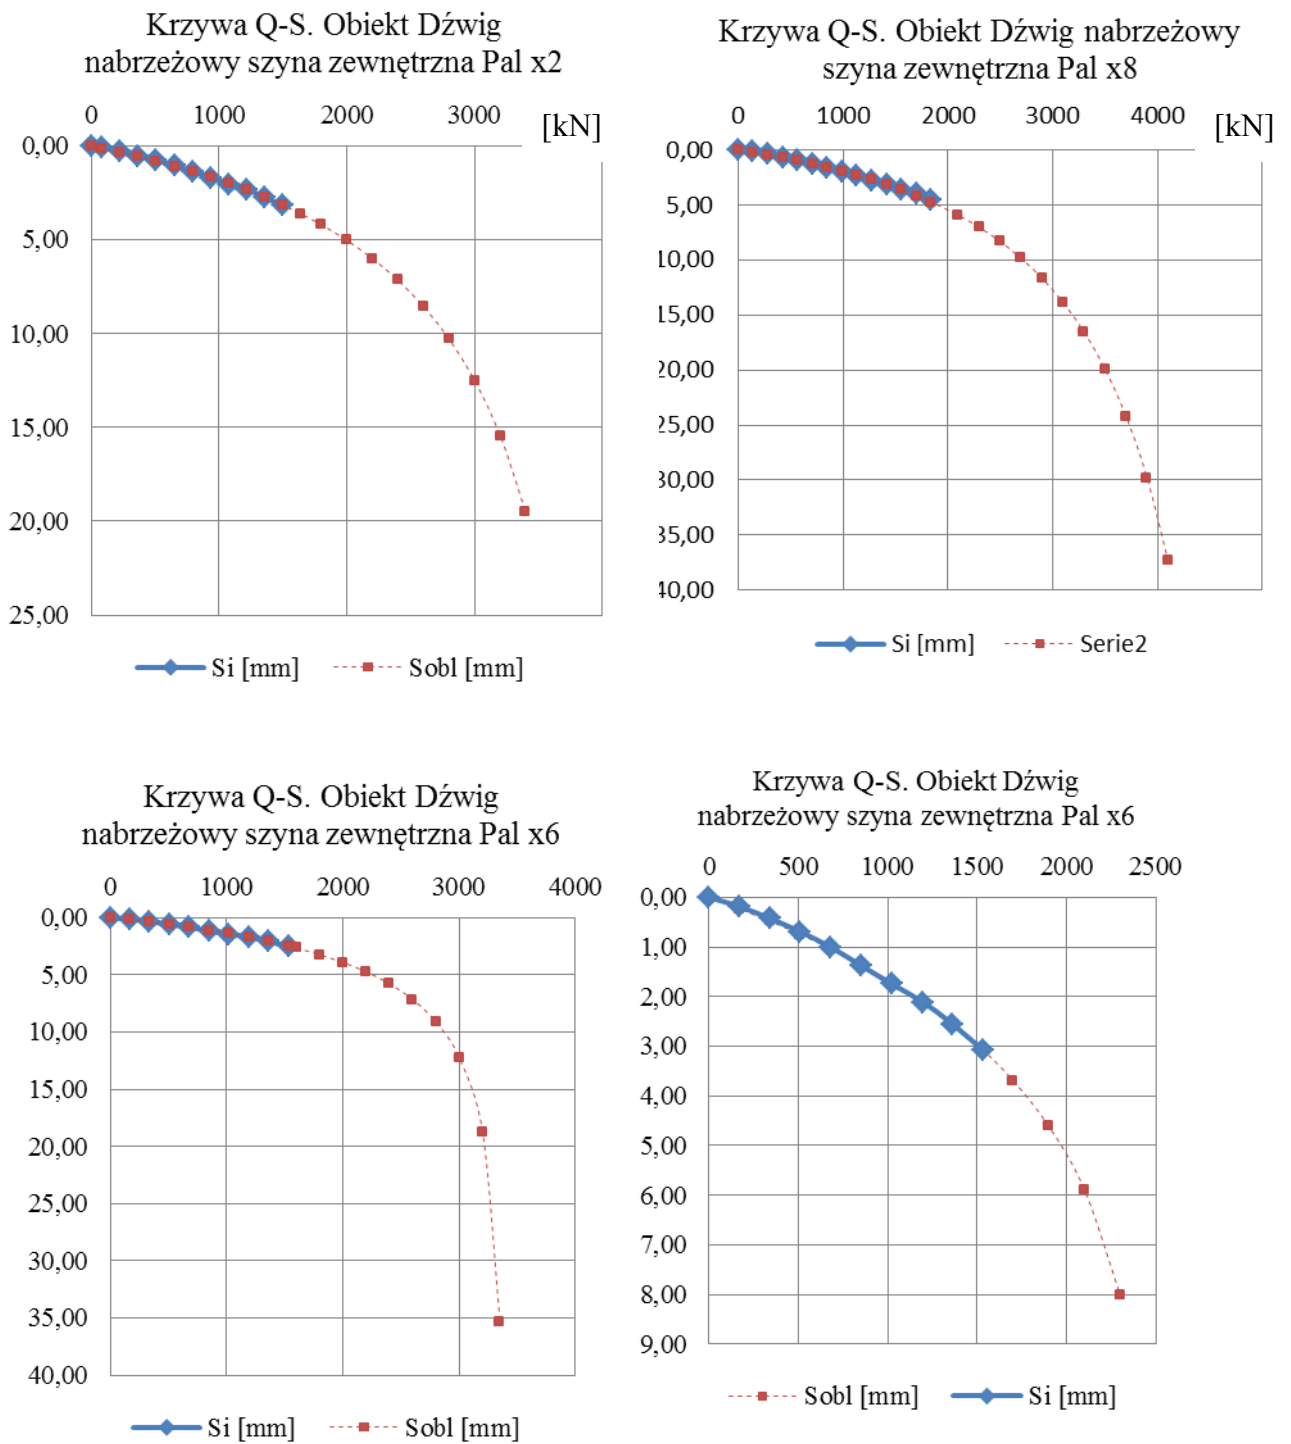 Krzywa Q-S. Obiekt Dźwig
nabrzeżowy szyna zewnętrzna Pal x2
0 1000 2000 3000 [kN]
0,00
5,00
10,00
15,00
20,00
25,00
Si [mm] Sobl [mm]
Krzywa Q-S. Obiekt Dźwig nabrzeżowy
szyna zewnętrzna Pal x8
0 1000 2000 3000 4000 [kN]
0,00
5,00
10,00
15,00
20,00
25,00
30,00
35,00
40,00
Si [mm] Serie2
Krzywa Q-S. Obiekt Dźwig
nabrzeżowy szyna zewnętrzna Pal x6
0 1000 2000 3000 4000
0,00
5,00
10,00
15,00
20,00
25,00
30,00
35,00
40,00
Si [mm] Sobl [mm]
Krzywa Q-S. Obiekt Dźwig
nabrzeżowy szyna zewnętrzna Pal x6
0 500 1000 1500 2000 2500
0,00
1,00
2,00
3,00
4,00
5,00
6,00
7,00
8,00
9,00
Sobl [mm] Si [mm]